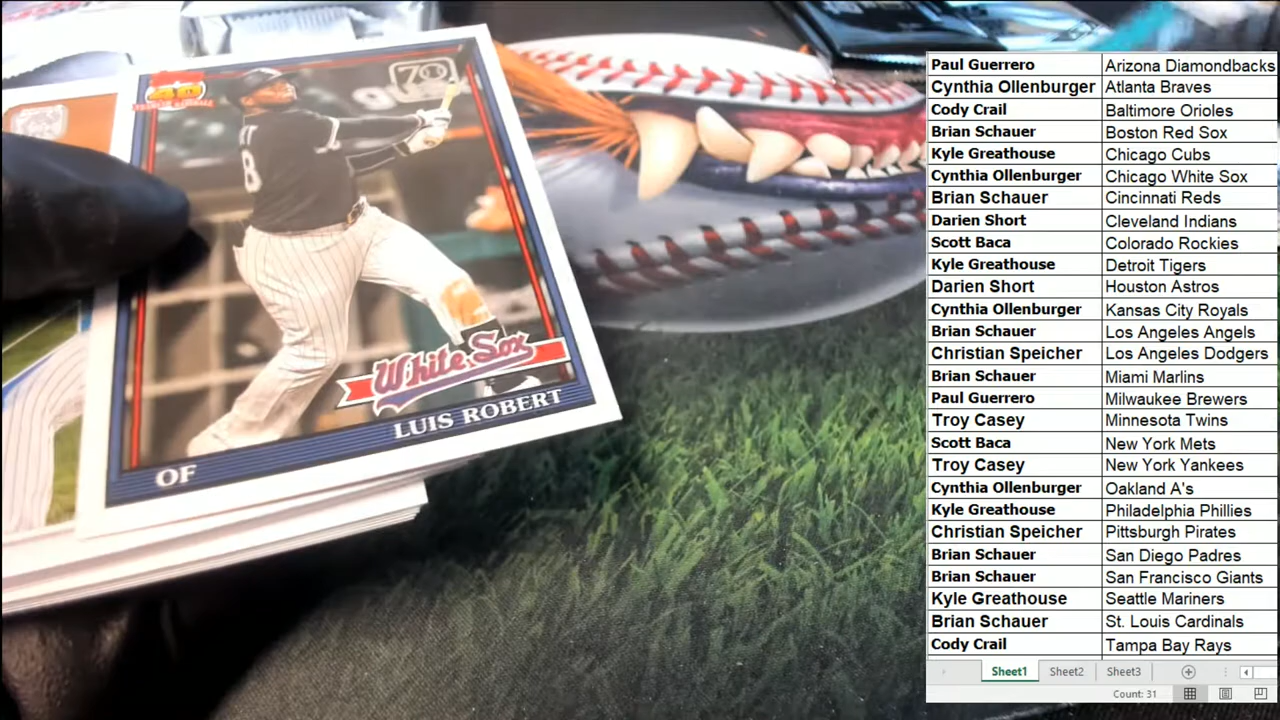 70
8
White Sox
LUIS ROBERT
OF
Paul Guerrero Arizona Diamondbacks
Cynthia Ollenburger Atlanta Braves
Cody Crail Baltimore Orioles
Brian Schauer Boston Red Sox
Kyle Greathouse Chicago Cubs
Cynthia Ollenburger Chicago White Sox
Brian Schauer Cincinnati Reds
Darien Short Cleveland Indians
Scott Baca Colorado Rockies
Kyle Greathouse Detroit Tigers
Darien Short Houston Astros
Cynthia Ollenburger Kansas City Royals
Brian Schauer Los Angeles Angels
Christian Speicher Los Angeles Dodgers
Brian Schauer Miami Marlins
Paul Guerrero Milwaukee Brewers
Troy Casey Minnesota Twins
Scott Baca New York Mets
Troy Casey New York Yankees
Cynthia Ollenburger Oakland A's
Kyle Greathouse Philadelphia Phillies
Christian Speicher Pittsburgh Pirates
Brian Schauer San Diego Padres
Brian Schauer San Francisco Giants
Kyle Greathouse Seattle Mariners
Brian Schauer St. Louis Cardinals
Cody Crail Tampa Bay Rays
Sheet1 Sheet2 Sheet3
Count: 31